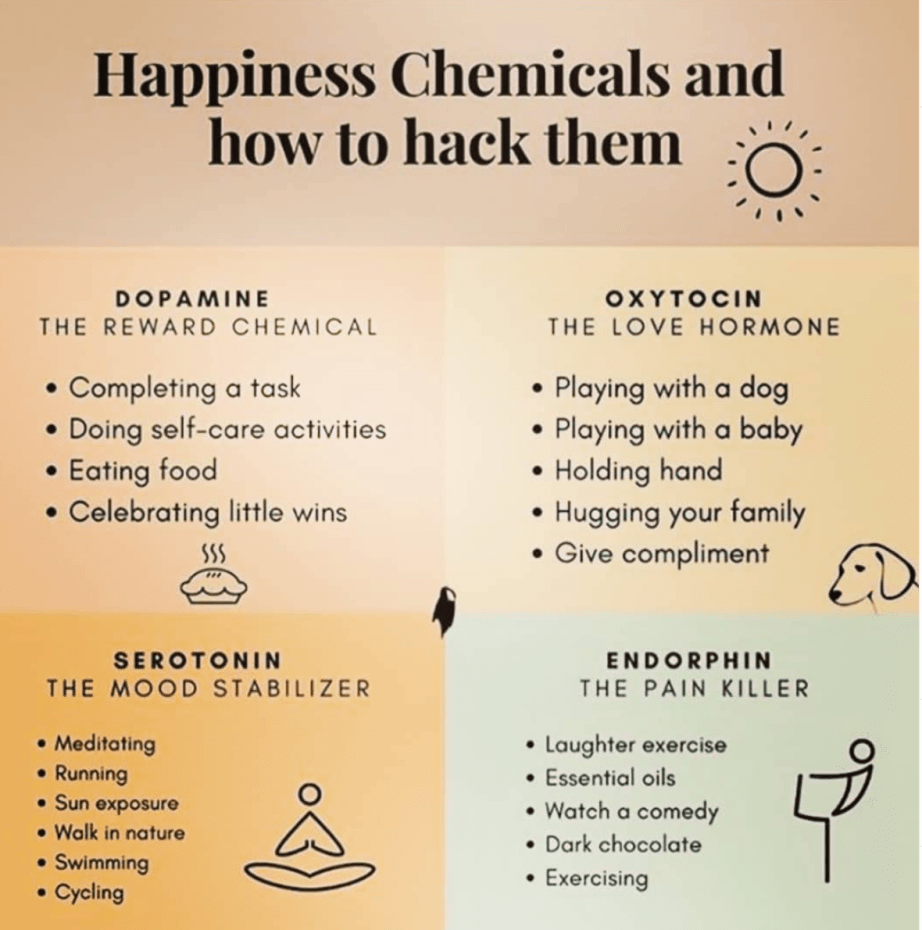 Happiness Chemicals and
how to hack them
DOPAMINE
THE REWARD CHEMICAL
• Completing a task
• Doing self-care activities
• Eating food
• Celebrating little wins
OXYTOCIN
THE LOVE HORMONE
• Playing with a dog
• Playing with a baby
• Holding hand
• Hugging your family
• Give compliment
SEROTONIN
THE MOOD STABILIZER
• Meditating
• Running
• Sun exposure
• Walk in nature
• Swimming
• Cycling
ENDORPHIN
THE PAIN KILLER
• Laughter exercise
• Essential oils
• Watch a comedy
• Dark chocolate
• Exercising